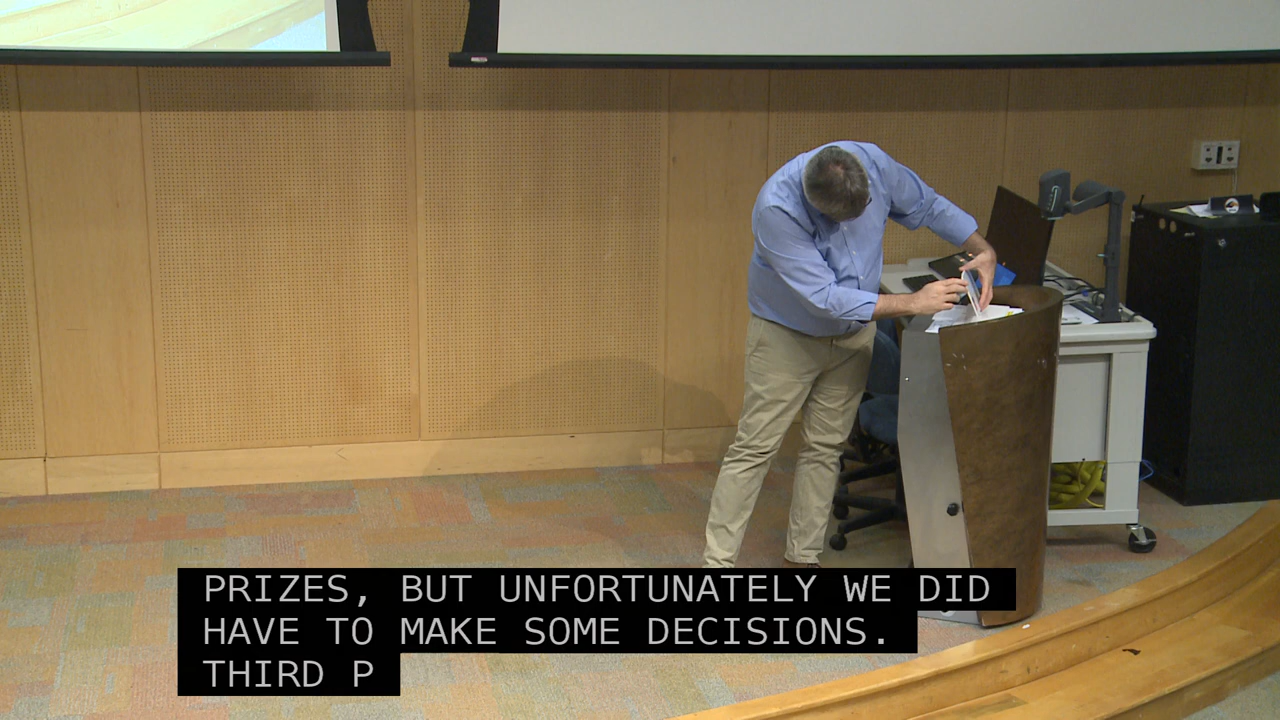 PRIZES, BUT UNFORTUNATELY WE DID
HAVE TO MAKE SOME DECISIONS.
THIRD P